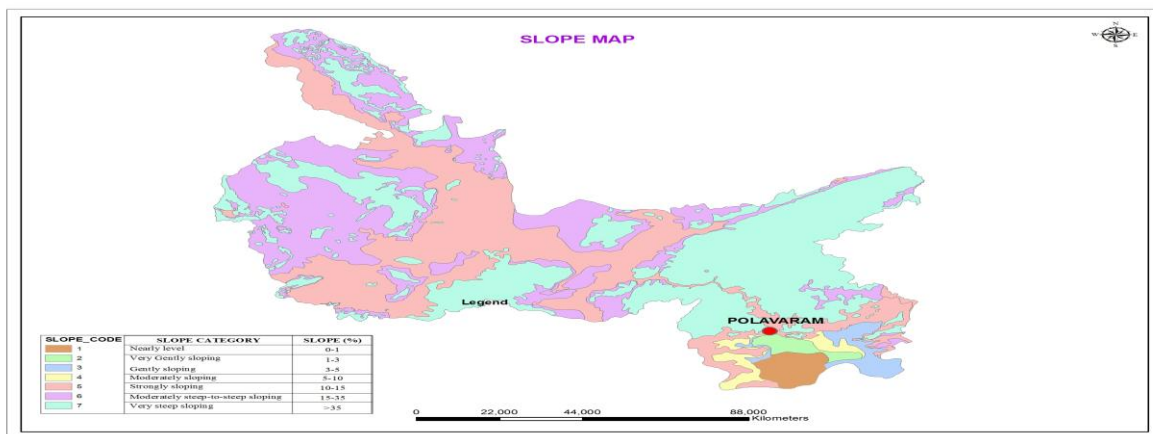 SLOPE MAP
N
W E
S
Legend
POLAVARAM
SLOPE_CODE SLOPE CATEGORY SLOPE (%)
1 Nearly level 0-1
2 Very Gently sloping 1-3
3 Gently sloping 3-5
4 Moderately sloping 5-10
5 Strongly sloping 10-15
6 Moderately steep-to-steep sloping 15-35
7 Very steep sloping >35
0 22,000 44,000 88,000
Kilometers